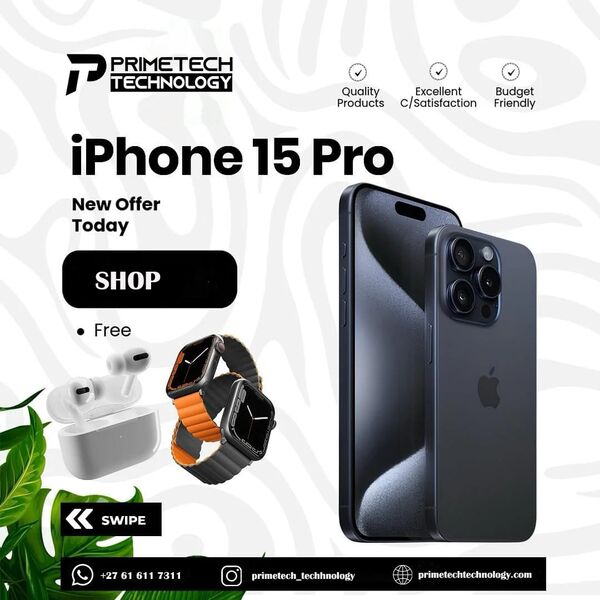 PRIMETECH
TECHNOLOGY
Quality
Products
Excellent
C/Satisfaction
Budget
Friendly
iPhone 15 Pro
New Offer
Today
SHOP
• Free
SWIPE
+27 61 611 7311
primetech_techhnology
primetechtechnology.com